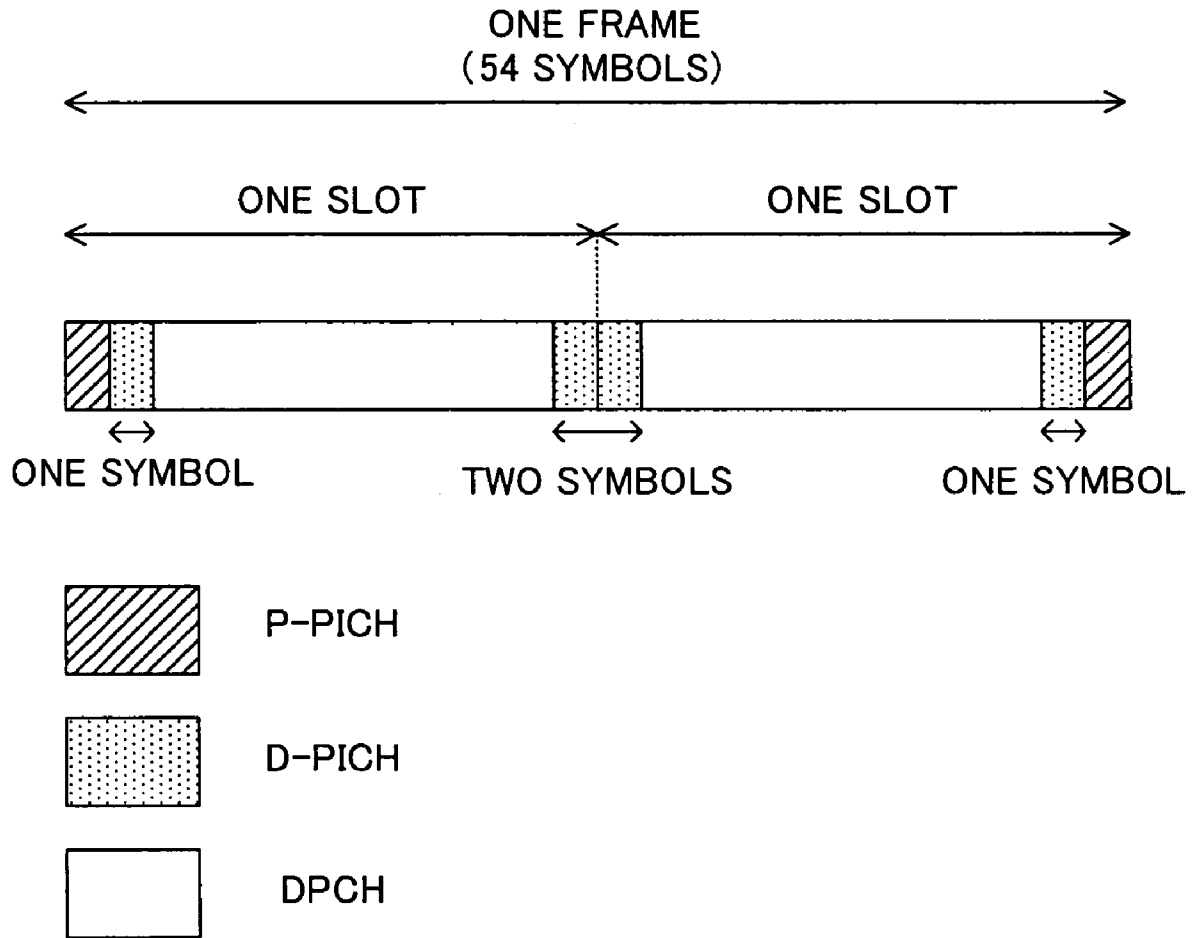 ONE FRAME
(54 SYMBOLS)
ONE SLOT
ONE SLOT
ONE SYMBOL
TWO SYMBOLS
ONE SYMBOL
P-PICH
D-PICH
DPCH